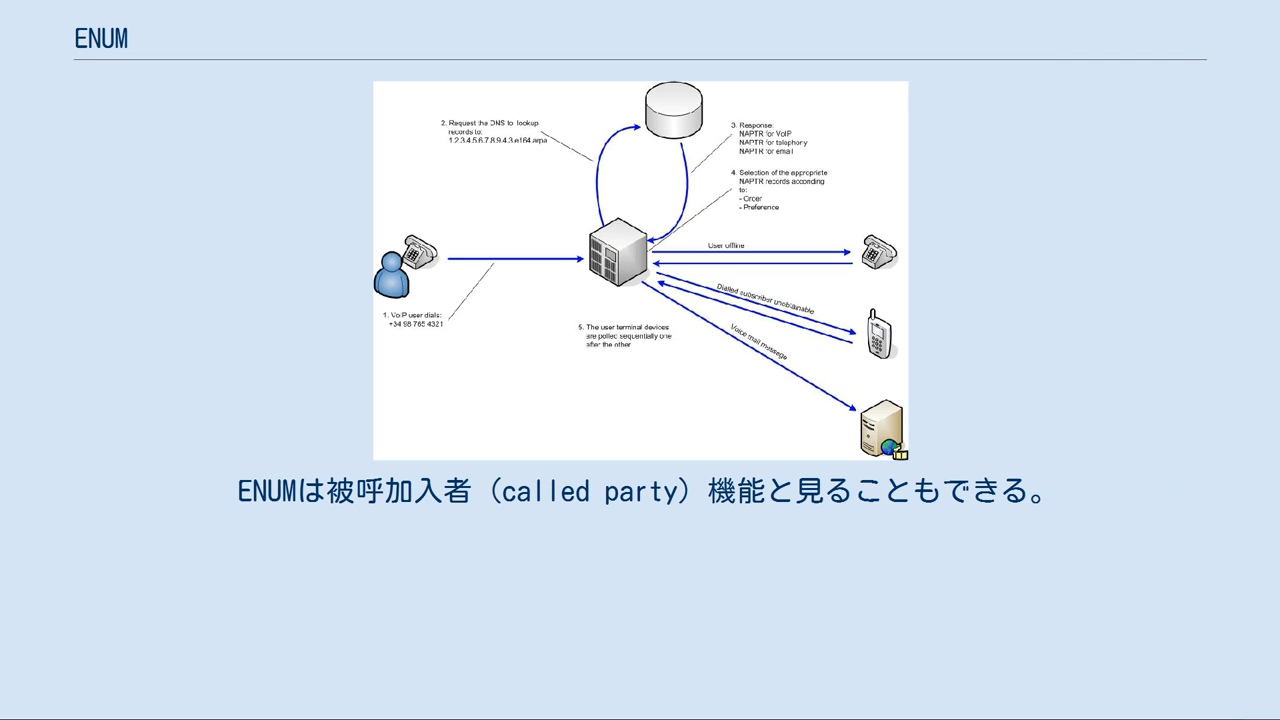 ENUM
2. Request the DNS to lookup
records to:
1.2.3.4.5.6.7.8.9.4.3.e164.arpa
3. Response:
NAPTR for VoIP
NAPTR for telephony
NAPTR for email
4. Selection of the appropriate
NAPTR records acconding
to:
- Order
- Preference
User offline
Dialled subscriber unobtainable
Voice mail message
1. VoIP user dials:
+34 98 765 4321
5. The user terminal devices
are polled sequentially one
after the other
ENUMは被呼加入者（called party）機能と見ることもできる。